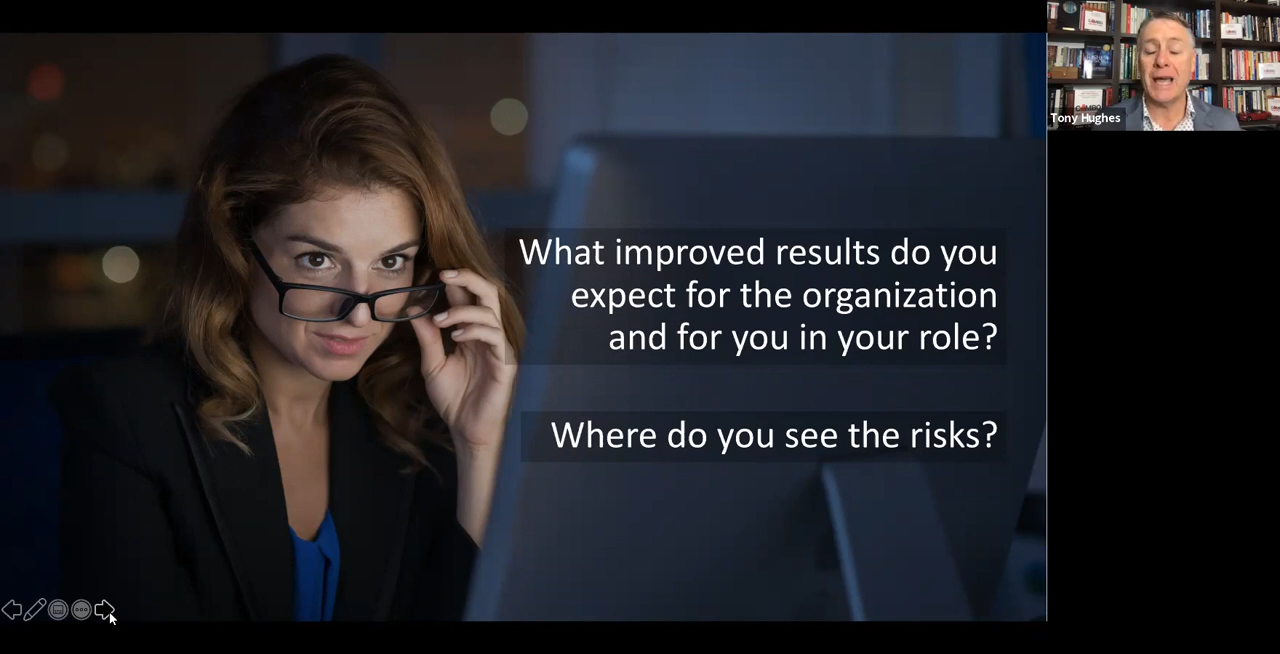 What improved results do you
expect for the organization
and for you in your role?
Where do you see the risks?
Tony Hughes